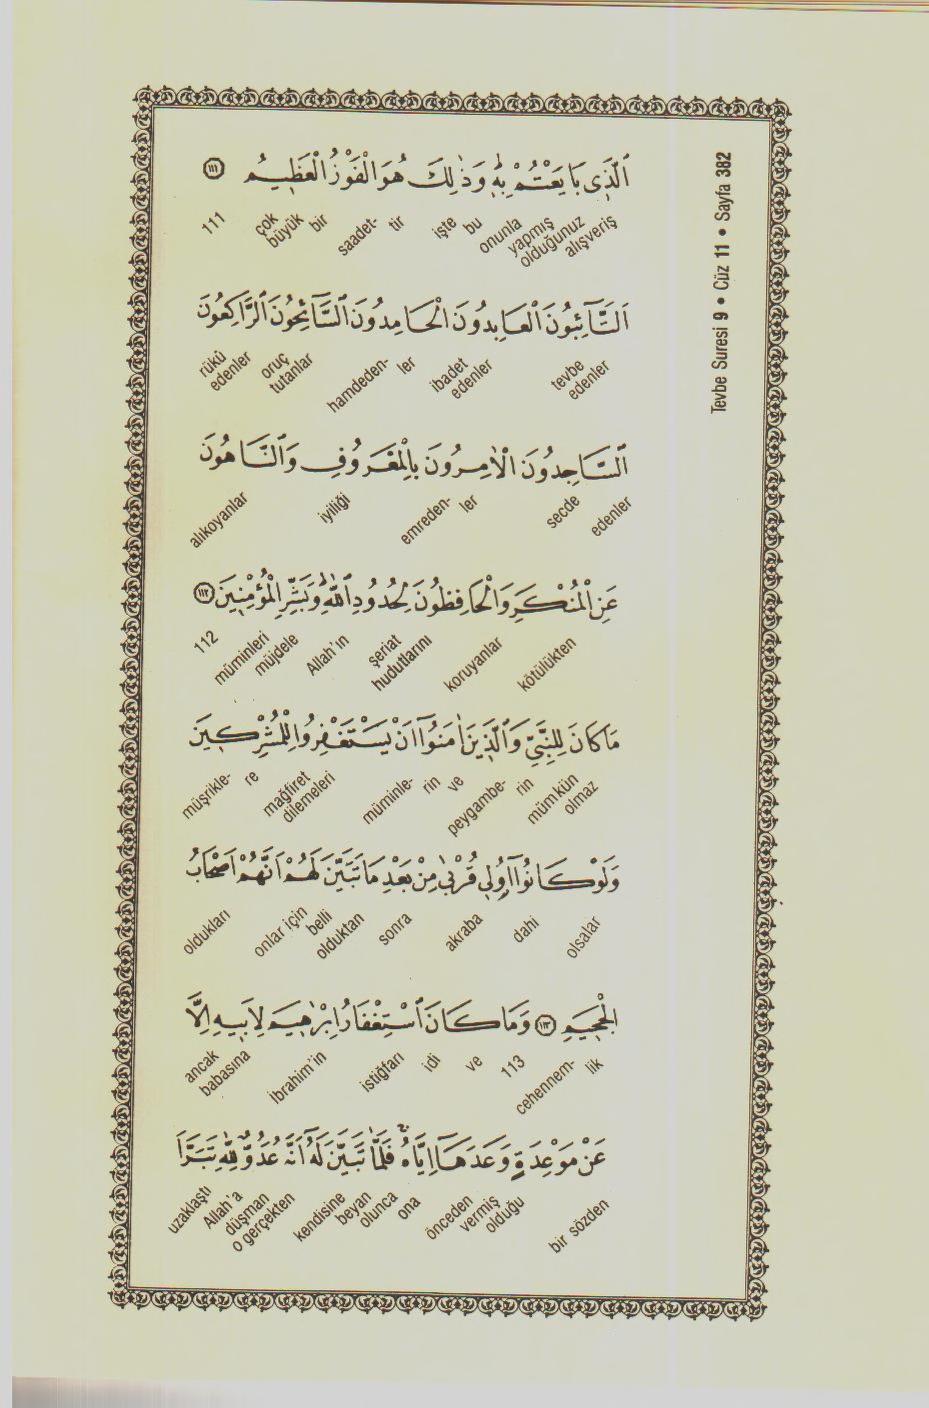 Tevbe Suresi 9 • Cüz 11 • Sayfa 382
اَلَّذ۪ي بَايَعْتُمْ بِه۪ۜ وَذٰلِكَ هُوَ الْفَوْزُ الْعَظ۪يمُ ﴿١١١﴾
alışveriş yapmış olduğunuz onunla bu işte tir saadet- bir büyük çok 111
اَلتَّٓائِبُونَ الْعَابِدُونَ الْحَامِدُونَ السَّٓائِحُونَ الرَّاكِعُونَ
tevbe edenler ibadet edenler ler hamdeden- oruç tutanlar rükû edenler
السَّاجِدُونَ الْاٰمِرُونَ بِالْمَعْرُوفِ وَالنَّاهُونَ
edenler secde ler emreden- iyiliği alıkoyanlar
عَنِ الْمُنْكَرِ وَالْحَافِظُونَ لِحُدُودِ اللّٰهِۜ وَبَشِّرِ الْمُؤْمِن۪ينَ ﴿١١٢﴾
kötülükten koruyanlar şeriat hudutlarını Allah'in müjdele müminleri 112
مَا كَانَ لِلنَّبِيِّ وَالَّذ۪ينَ اٰمَنُٓوا اَنْ يَسْتَغْفِرُوا لِلْمُشْرِك۪ينَ
mümkün olmaz rin peygambe- ve rin müminle- mağfiret dilemeleri re müşrikle-
وَلَوْ كَانُٓوا اُو۬ل۪ي قُرْبٰى مِنْ بَعْدِ مَا تَبَيَّنَ لَهُمْ اَنَّهُمْ اَصْحَابُ
olsalar dahi akraba sonra belli olduktan onlar için oldukları
الْجَح۪يمِ ﴿١١٣﴾ وَمَا كَانَ اسْتِغْفَارُ اِبْرٰه۪يمَ لِاَب۪يهِ اِلَّا
lik cehennem- 113 ve idi istiğfarı İbrahim'in babasına ancak
عَنْ مَوْعِدَةٍ وَعَدَهَٓا اِيَّاهُۚ فَلَمَّا تَبَيَّنَ لَهُٓ اَنَّهُ عَدُوٌّ لِلّٰهِ تَبَرَّاَ
bir sözden önceden vermiş olduğu ona olunca beyan kendisine o gerçekten düşman Allah'a uzaklaştı